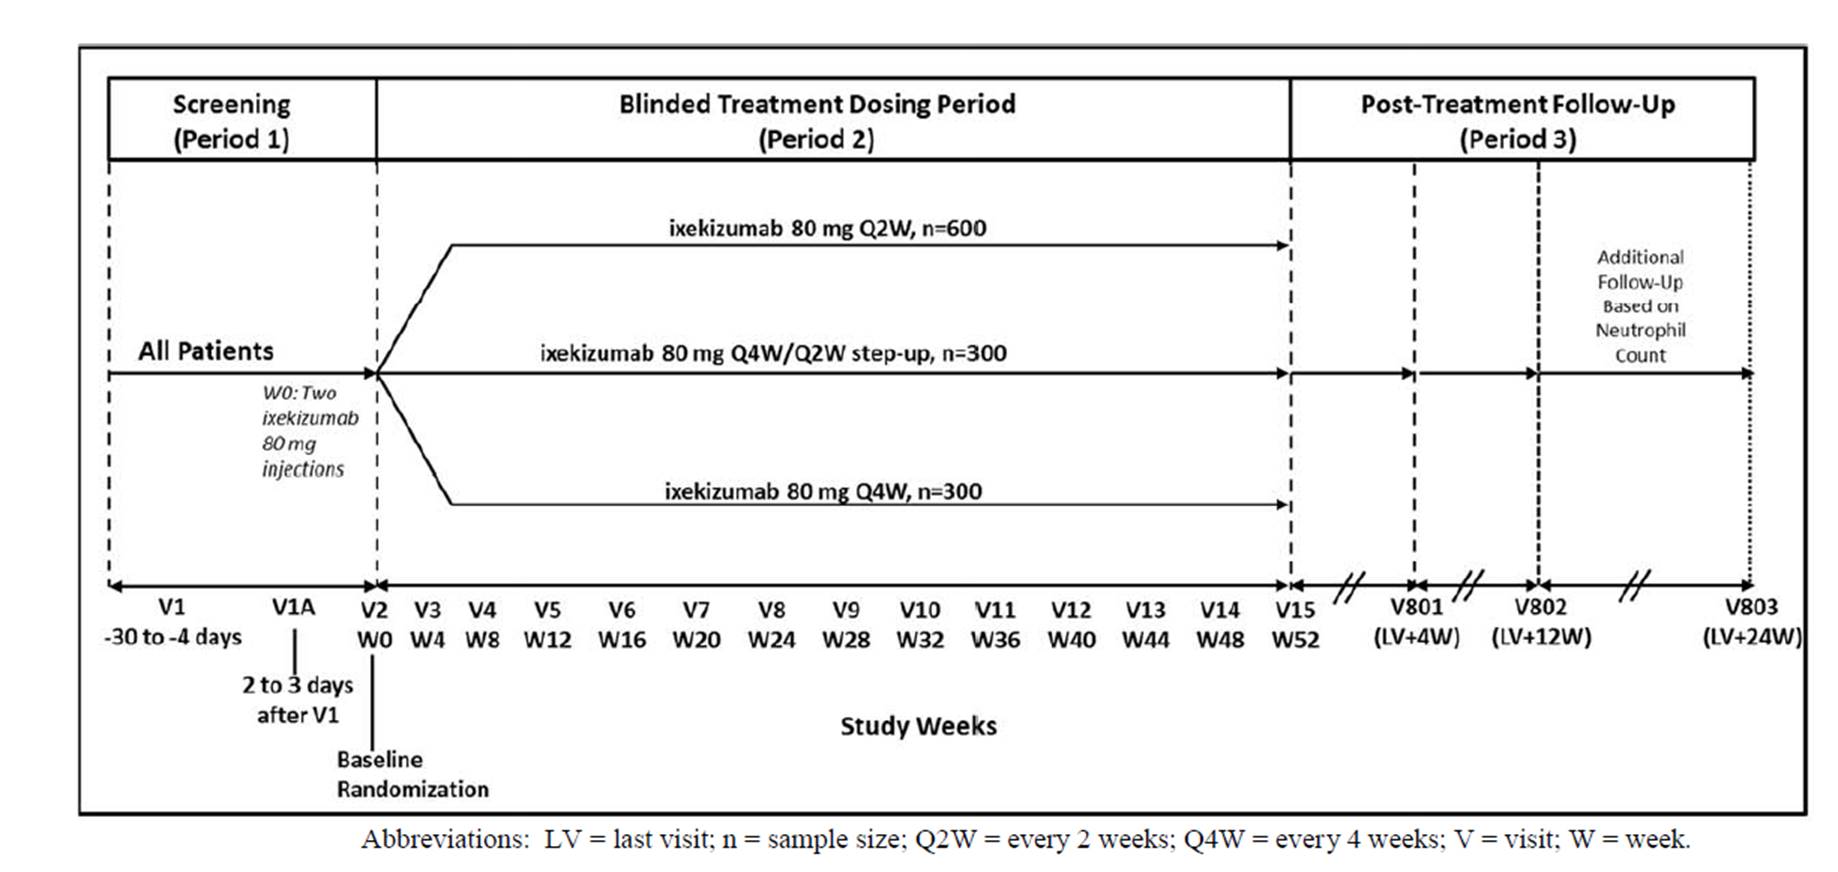 Screening
(Period 1)
Blinded Treatment Dosing Period
(Period 2)
Post-Treatment Follow-Up
(Period 3)
ixekizumab 80 mg Q2W, n=600
Additional
Follow-Up
Based on
Neutrophil
Count
All Patients
ixekizumab 80 mg Q4W/Q2W step-up, n=300
W0: Two
ixekizumab
80 mg
injections
ixekizumab 80 mg Q4W, n=300
V1 V1A V2 V3 V4 V5 V6 V7 V8 V9 V10 V11 V12 V13 V14 V15 V801 V802 V803
-30 to -4 days W0 W4 W8 W12 W16 W20 W24 W28 W32 W36 W40 W44 W48 W52 (LV+4W) (LV+12W) (LV+24W)
2 to 3 days
after V1
Study Weeks
Baseline
Randomization
Abbreviations: LV = last visit; n = sample size; Q2W = every 2 weeks; Q4W = every 4 weeks; V = visit; W = week.